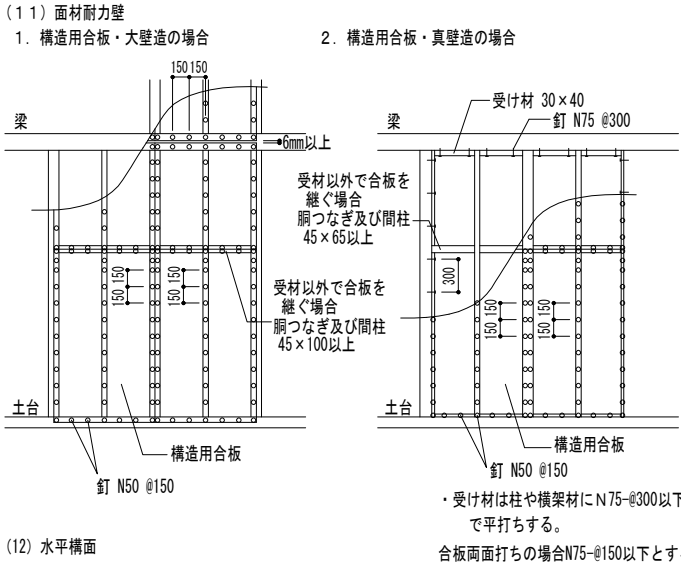 (11) 面材耐力壁
1. 構造用合板・大壁造の場合
2. 構造用合板・真壁造の場合
150 150
梁
6mm以上
150 150
150 150
受材以外で合板を
継ぐ場合
胴つなぎ及び間柱
45×100以上
土台
構造用合板
釘 N50 @150
受け材 30×40
釘 N75 @300
梁
受材以外で合板を
継ぐ場合
胴つなぎ及び間柱
45×65以上
300
150 150
150 150
土台
構造用合板
釘 N50 @150
・受け材は柱や横架材にN75-@300以下
で平打ちする。
合板両面打ちの場合N75-@150以下とす
(12) 水平構面